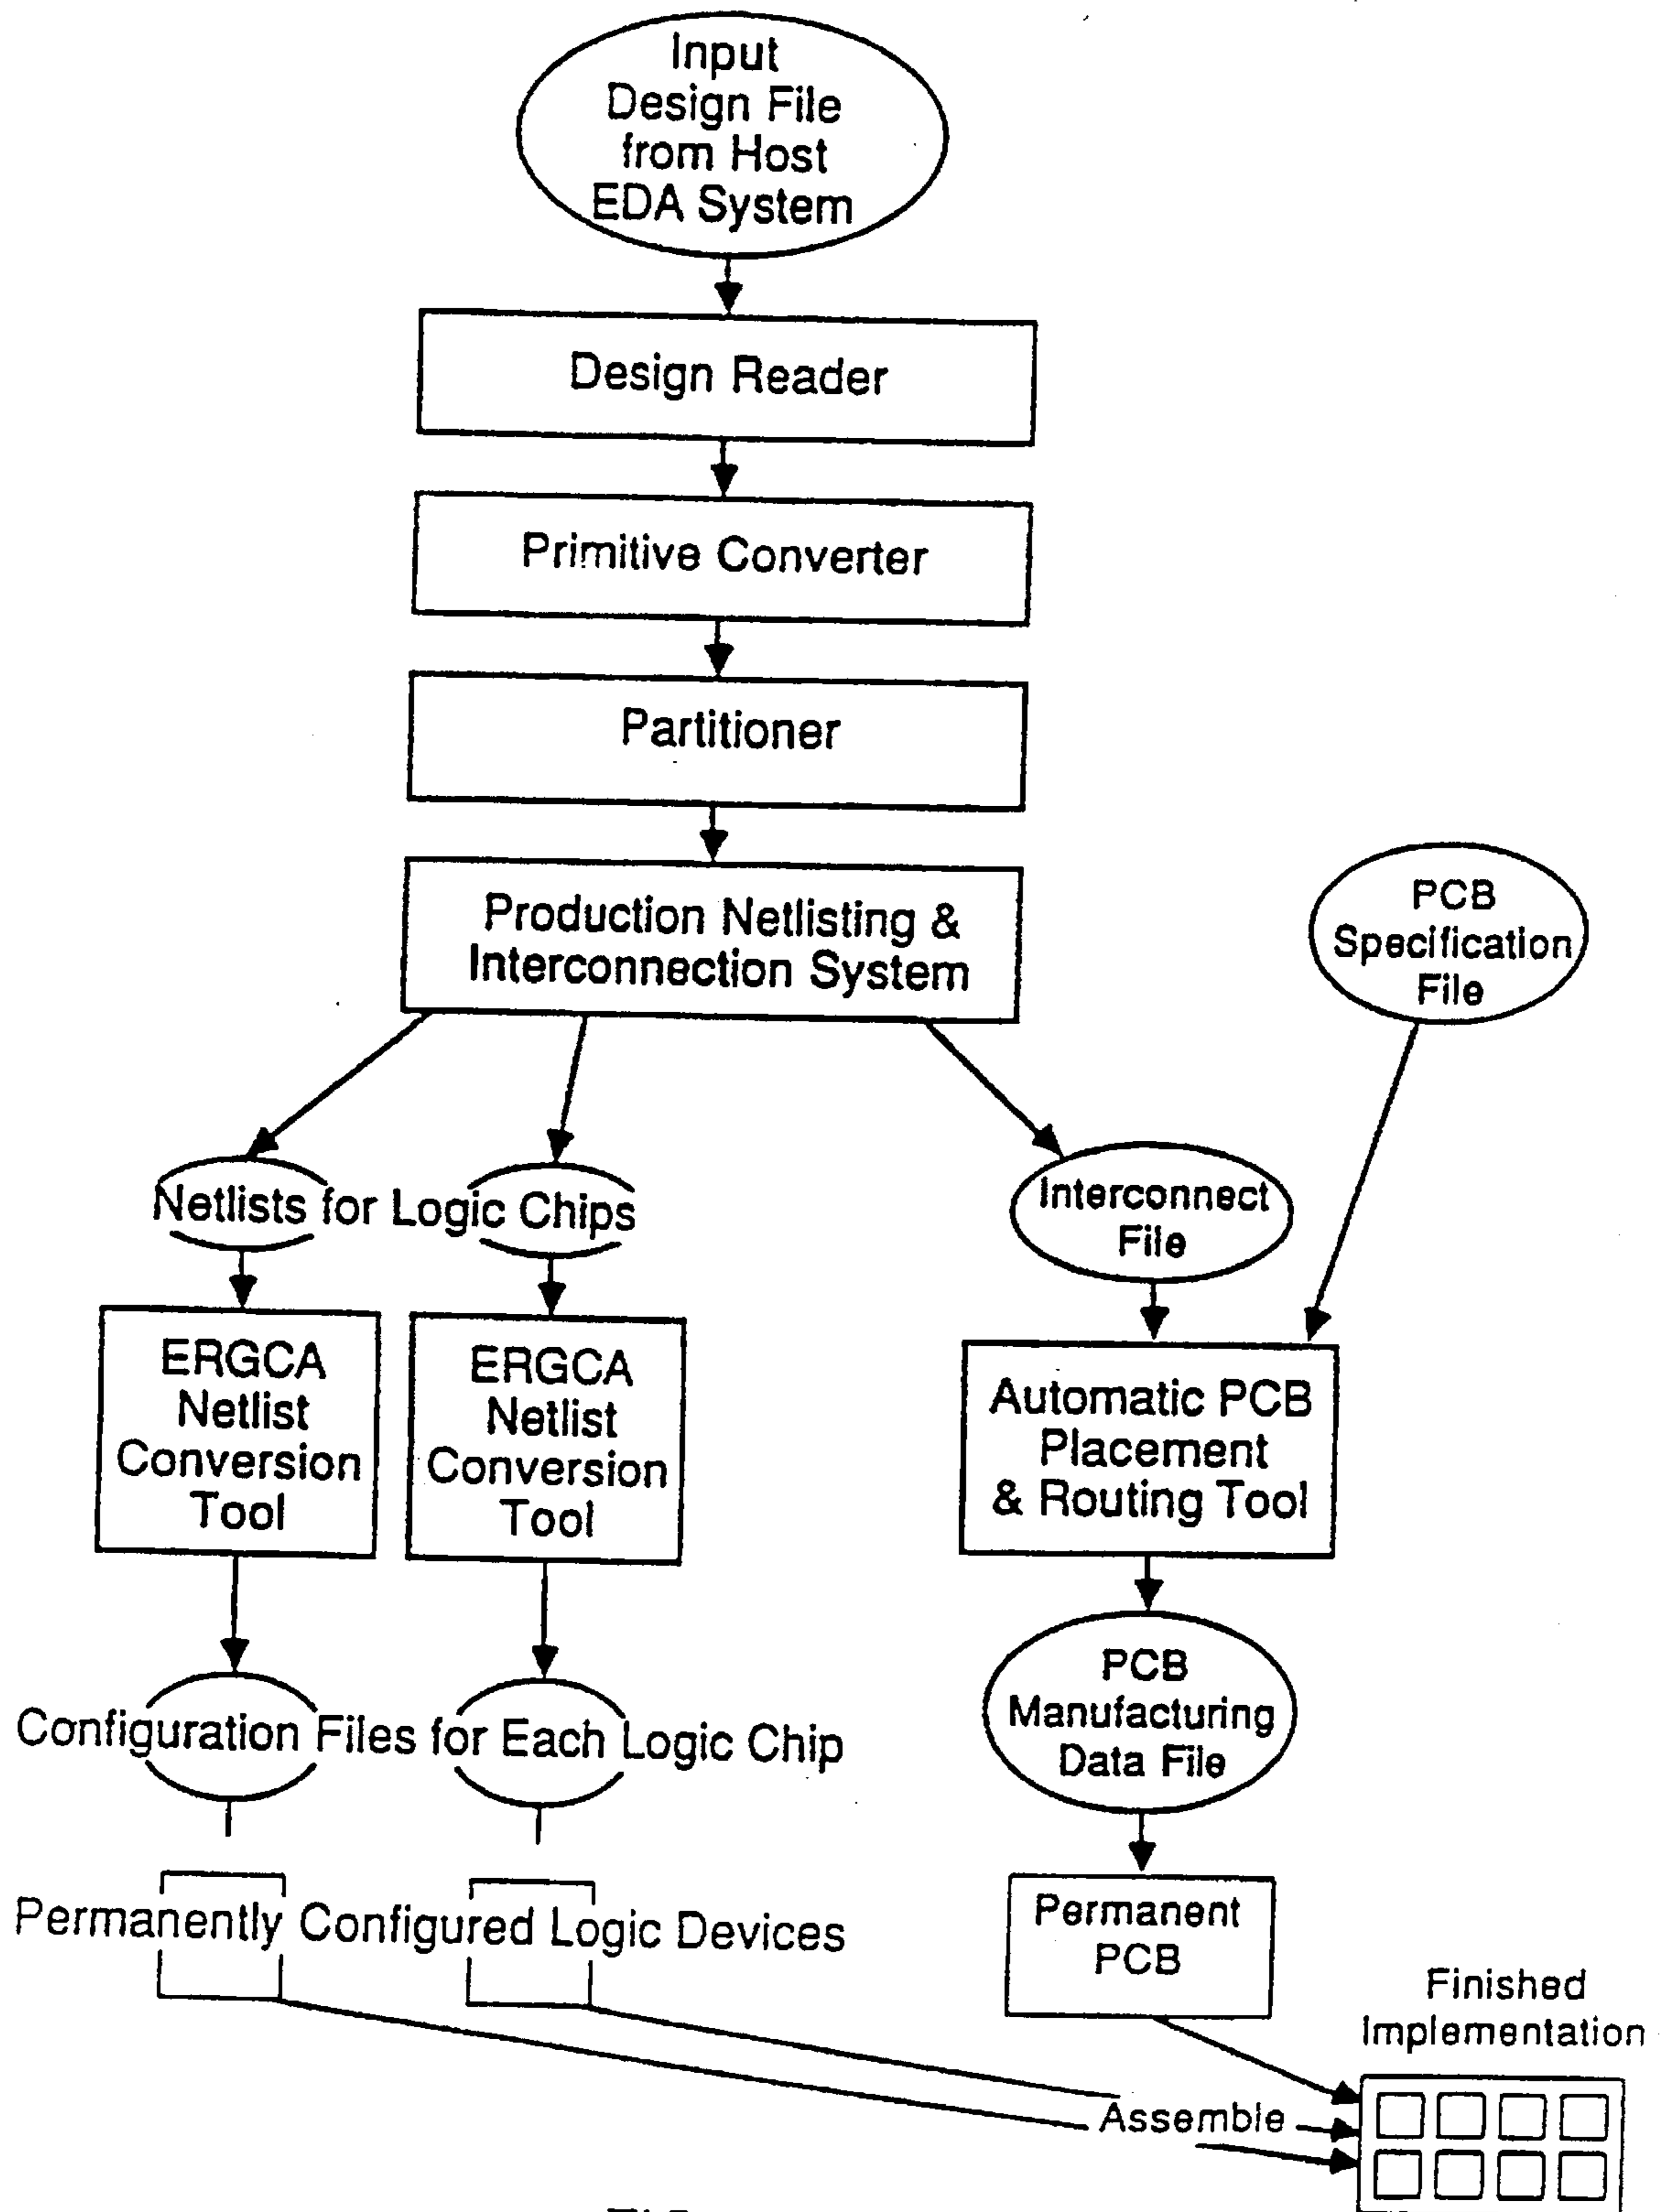 Input
Design File
from Host
EDA System
Design Reader
Primitive Converter
Partitioner
Production Netlisting &
Interconnection System
PCB
Specification
File
Netlists for Logic Chips
Interconnect
File
ERGCA
Netlist
Conversion
Tool
ERGCA
Netlist
Conversion
Tool
Automatic PCB
Placement
& Routing Tool
Configuration Files for Each Logic Chip
PCB
Manufacturing
Data File
Permanently Configured Logic Devices
Permanent
PCB
Finished
Implementation
Assemble